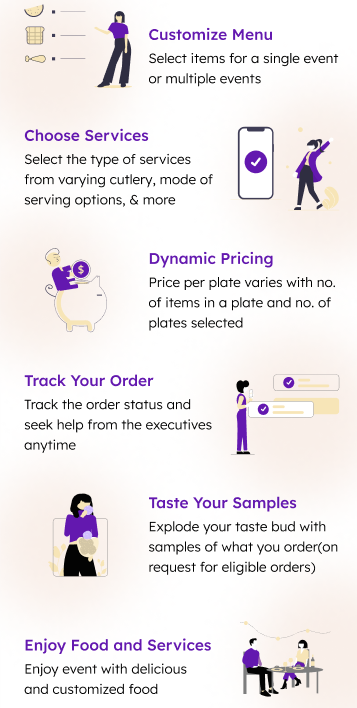 Customize Menu
Select items for a single event
or multiple events
Choose Services
Select the type of services
from varying cutlery, mode of
serving options, & more
$
Dynamic Pricing
Price per plate varies with no.
of items in a plate and no. of
plates selected
Track Your Order
Track the order status and
seek help from the executives
anytime
Taste Your Samples
Explode your taste bud with
samples of what you order(on
request for eligible orders)
Enjoy Food and Services
Enjoy event with delicious
and customized food